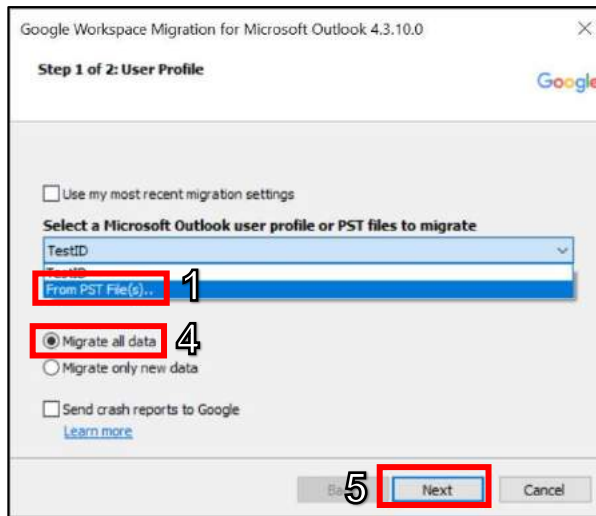 Google Workspace Migration for Microsoft Outlook 4.3.10.0
Step 1 of 2: User Profile
Google
Use my most recent migration settings
Select a Microsoft Outlook user profile or PST files to migrate
TestID
TestID
From PST File(s)..
1
Migrate all data
4
Migrate only new data
Send crash reports to Google
Learn more
5
Next
Cancel